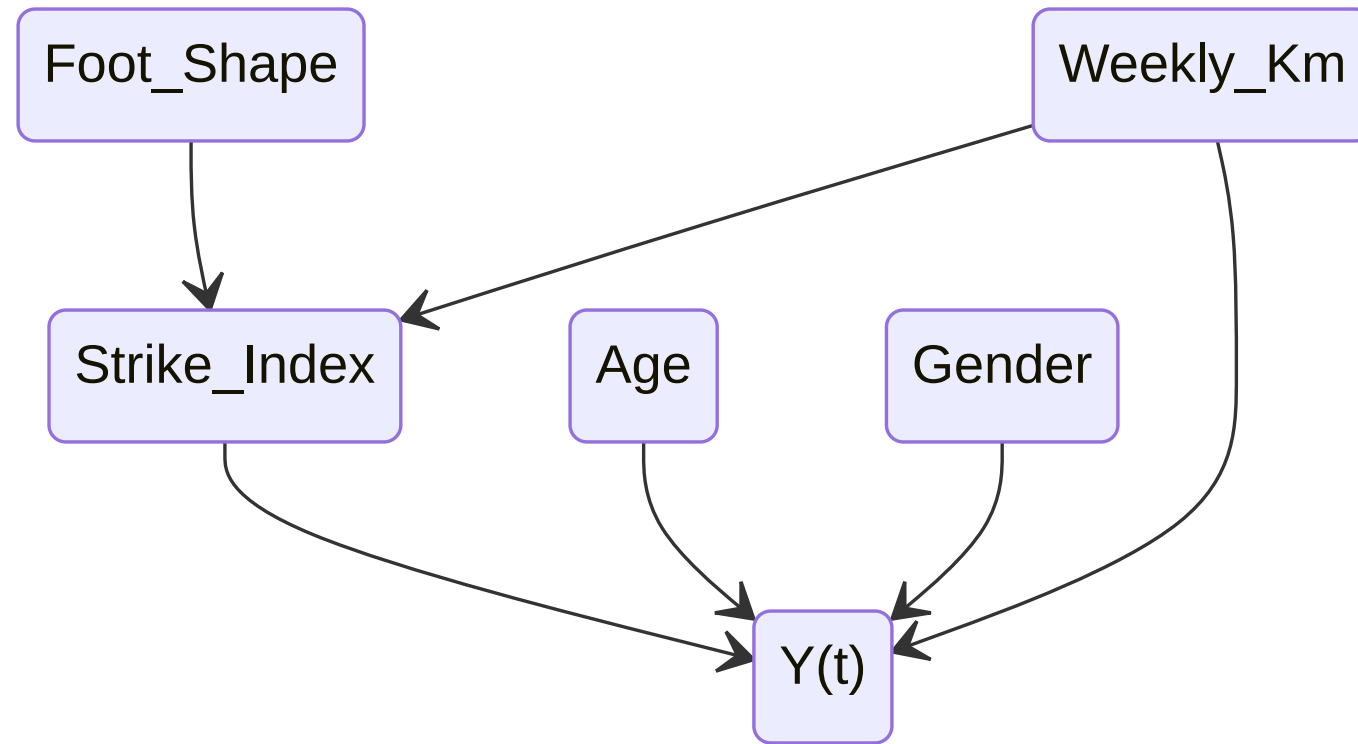 Foot_Shape
Weekly_Km
Strike_Index
Age
Gender
Y(t)